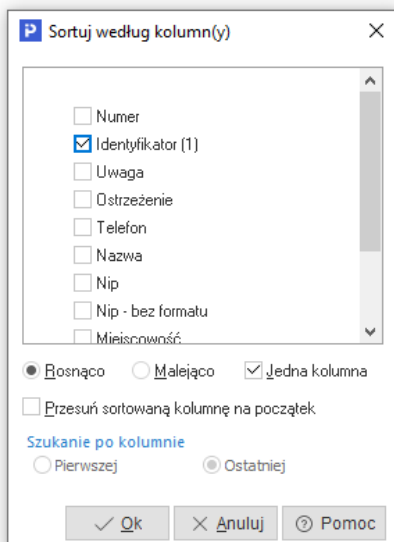 Sortuj według kolumn(y)
Numer
Identyfikator (1)
Uwaga
Ostrzeżenie
Telefon
Nazwa
Nip
Nip - bez formatu
Miejscowość
Rosnąco Malejąco Jedna kolumna
Przesuń sortowaną kolumnę na początek
Szukanie po kolumnie
Pierwszej Ostatniej
Ok Anuluj Pomoc